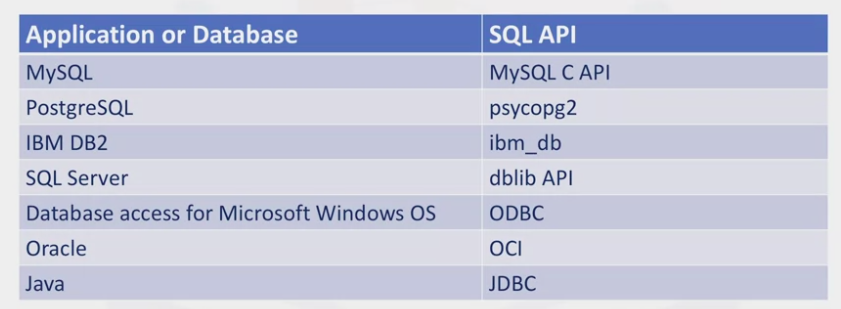 Application or Database SQL API
MySQL MySQL C API
PostgreSQL psycopg2
IBM DB2 ibm_db
SQL Server dblib API
Database access for Microsoft Windows OS ODBC
Oracle OCI
Java JDBC